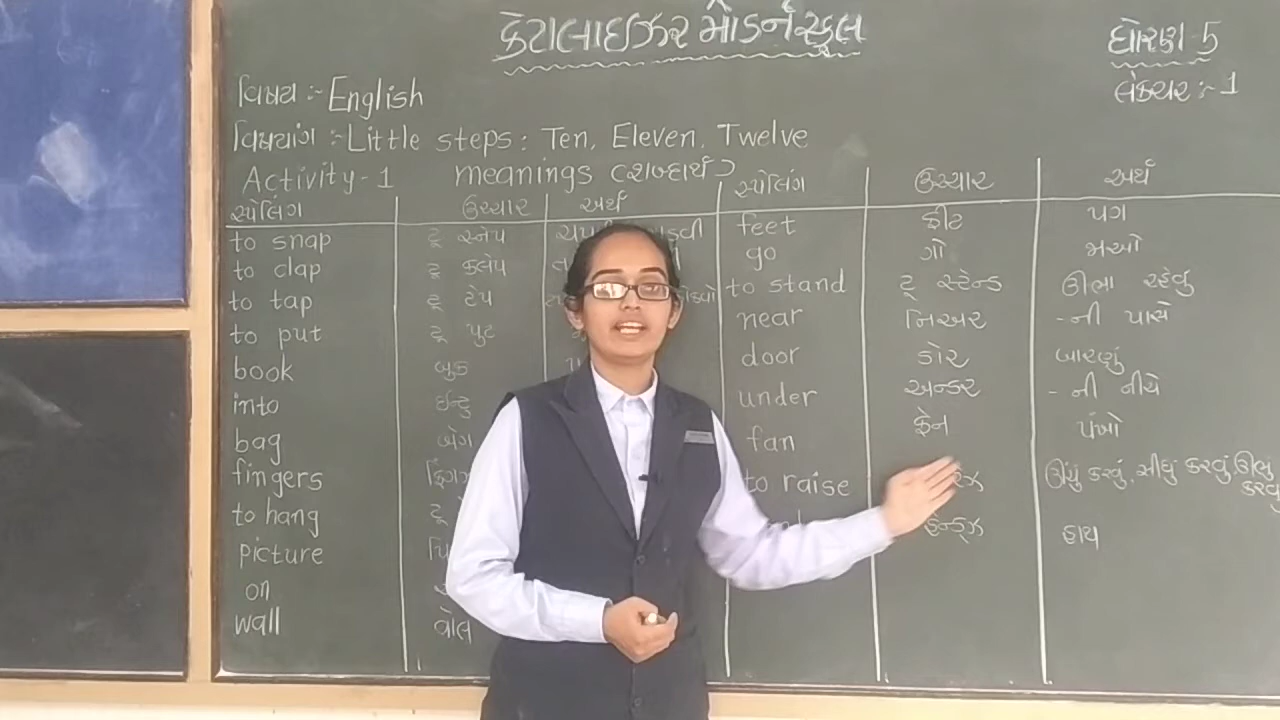 કેટાલાઇઝર મોડર્ન સ્કૂલ
ધોરણ-5
વિષય :- English
લેક્ચર :- 1
વિષયાંગ :- Little steps: Ten, Eleven, Twelve
Activity-1 meanings (શબ્દાર્થ)
સ્પેલિંગ ઉચ્ચાર અર્થ
to snap ટૂ સ્નેપ
to clap ટૂ ક્લેપ
to tap ટૂ ટેપ
to put ટૂ પુટ
book બુક
into ઇન્ટુ
bag બેગ
fingers
to hang ટૂ
picture
on
wall વોલ
સ્પેલિંગ ઉચ્ચાર અર્થ
feet ફીટ પગ
go ગો જાઓ
to stand ટૂ સ્ટેન્ડ ઊભા રહેવું
near નિઅર -ની પાસે
door ડોર બારણું
under અન્ડર -ની નીચે
fan ફેન પંખો
to raise ઊંચું કરવું, સીધું કરવું, ઊભું કરવું
હેન્ડ્ઝ હાથ